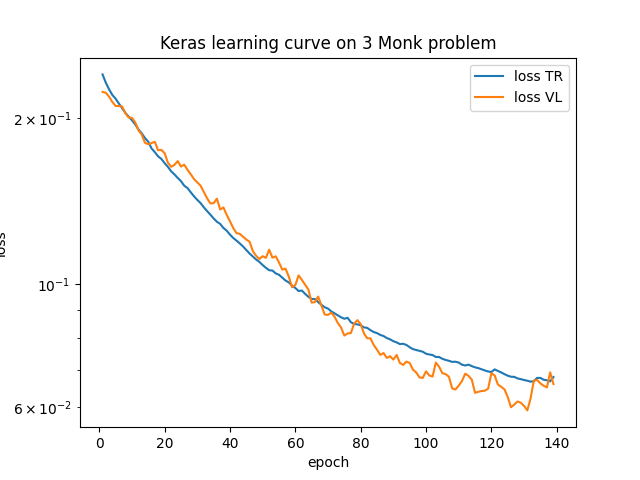 Keras learning curve on 3 Monk problem
loss TR
loss VL
2 × 10⁻¹
10⁻¹
6 × 10⁻²
loss
0 20 40 60 80 100 120 140
epoch